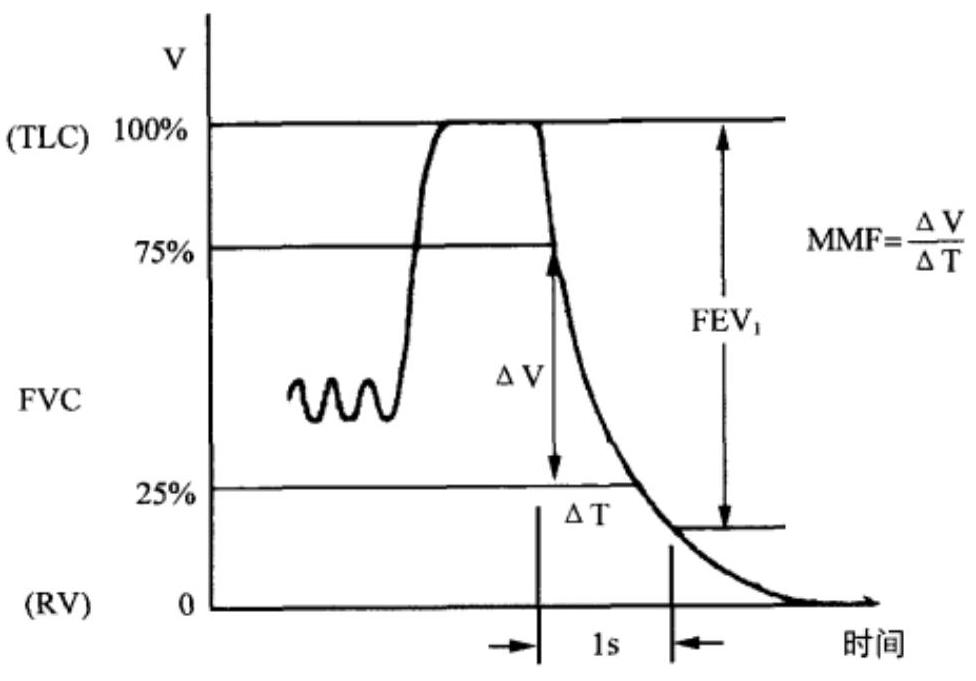 V
(TLC) 100%
75%
MMF= ΔV
ΔT
FEV₁
ΔV
FVC
25%
ΔT
(RV) 0
1s
时间